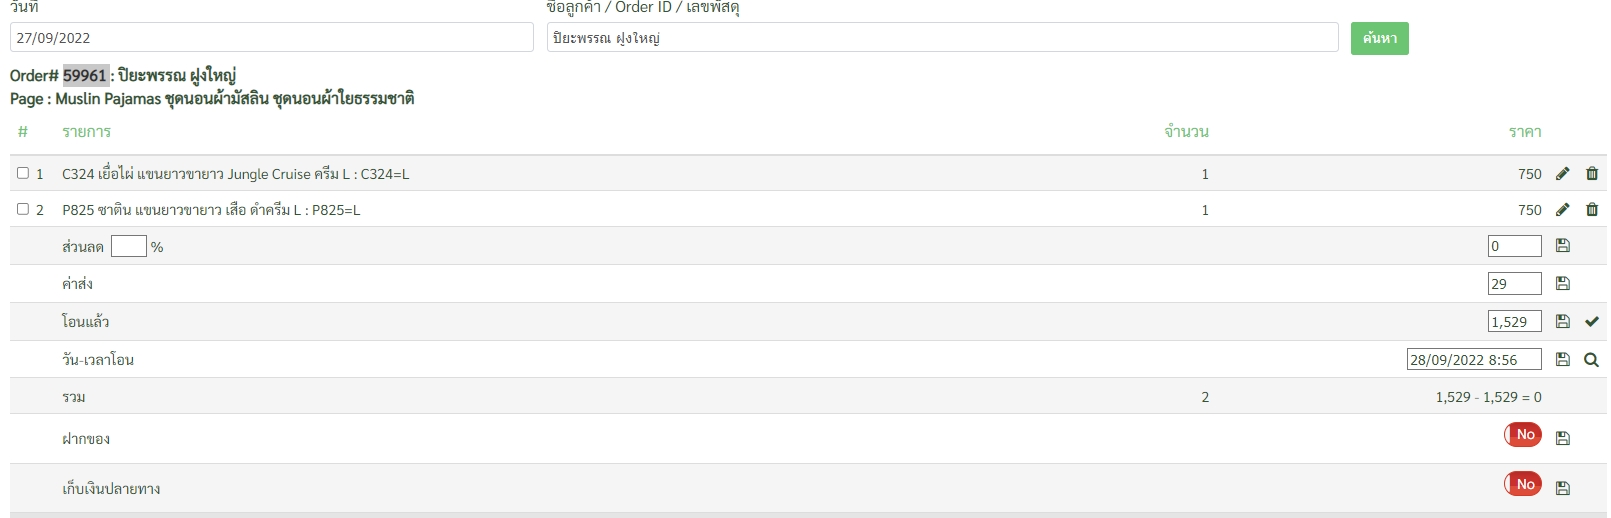 วันที่
ชื่อลูกค้า / Order ID / เลขพัสดุ
27/09/2022
ปิยะพรรณ ฝูงใหญ่
ค้นหา
Order# 59961 : ปิยะพรรณ ฝูงใหญ่
Page : Muslin Pajamas ชุดนอนผ้ามัสลิน ชุดนอนผ้าใยธรรมชาติ
# รายการ จำนวน ราคา
1 C324 เยื่อไผ่ แขนยาวขายาว Jungle Cruise ครีม L : C324=L 1 750
2 P825 ซาติน แขนยาวขายาว เสือ ดำครีม L : P825=L 1 750
ส่วนลด % 0
ค่าส่ง 29
โอนแล้ว 1,529
วัน-เวลาโอน 28/09/2022 8:56
รวม 2 1,529 - 1,529 = 0
ฝากของ No
เก็บเงินปลายทาง No